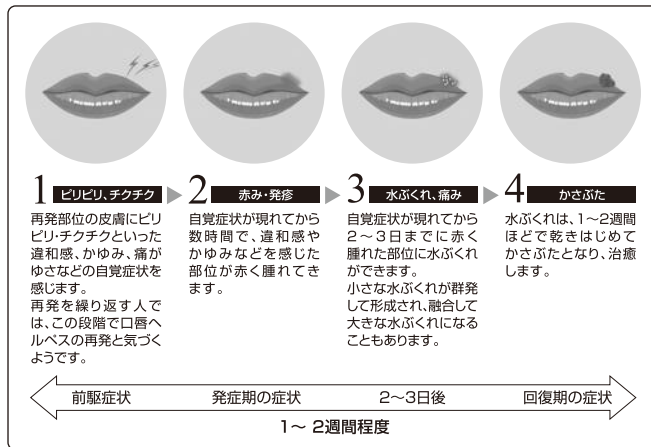 1 ピリピリ、チクチク
再発部位の皮膚にピリ
ピリ・チクチクといった
違和感、かゆみ、痛が
ゆさなどの自覚症状を
感じます。
再発を繰り返す人で
は、この段階で口唇ヘ
ルペスの再発と気づく
ようです。
2 赤み・発疹
自覚症状が現れてから
数時間で、違和感や
かゆみなどを感じた
部位が赤く腫れてき
ます。
3 水ぶくれ、痛み
自覚症状が現れてから
2〜3日までに赤く
腫れた部位に水ぶくれ
ができます。
小さな水ぶくれが群発
して形成され、融合して
大きな水ぶくれになる
こともあります。
4 かさぶた
水ぶくれは、1〜2週間
ほどで乾きはじめて
かさぶたとなり、治癒
します。
前駆症状 発症期の症状 2〜3日後 回復期の症状
1〜2週間程度